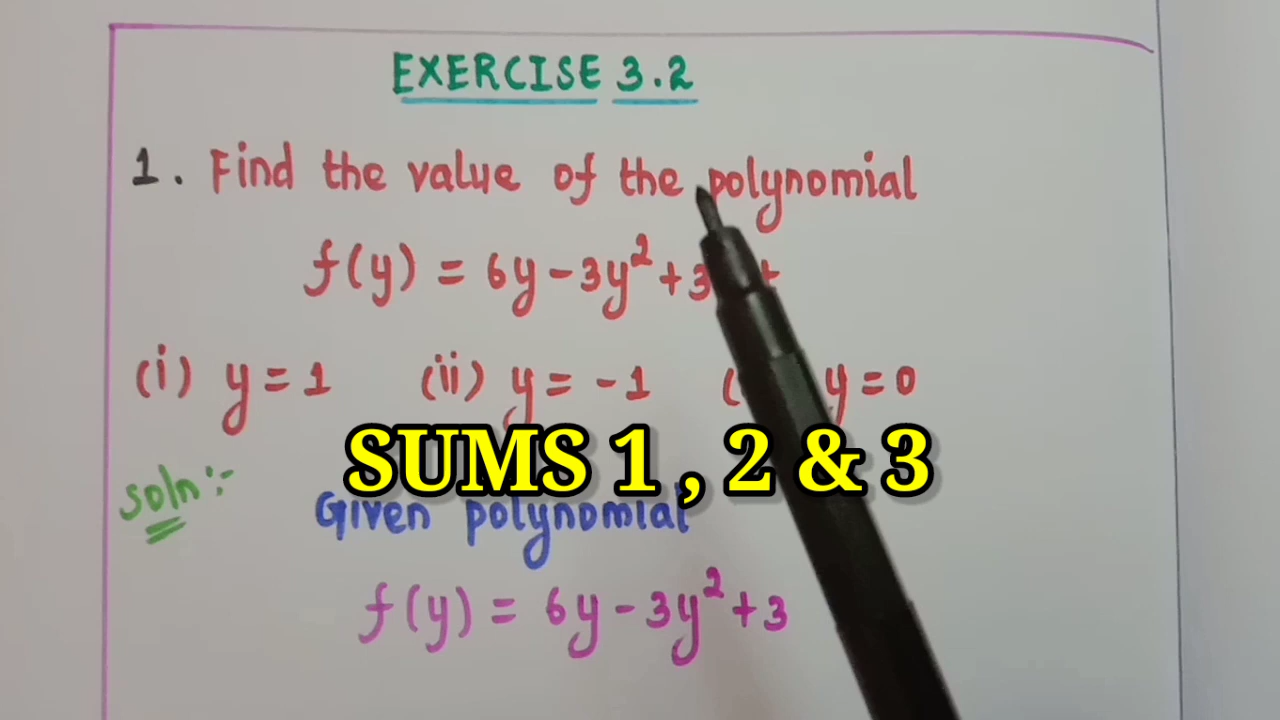 EXERCISE 3.2
1. Find the value of the polynomial
f(y) = 6y - 3y² + 3
(i) y = 1 (ii) y = -1 ( y = 0
SUMS 1 , 2 & 3
Soln :-
Given polynomial
f(y) = 6y - 3y² + 3